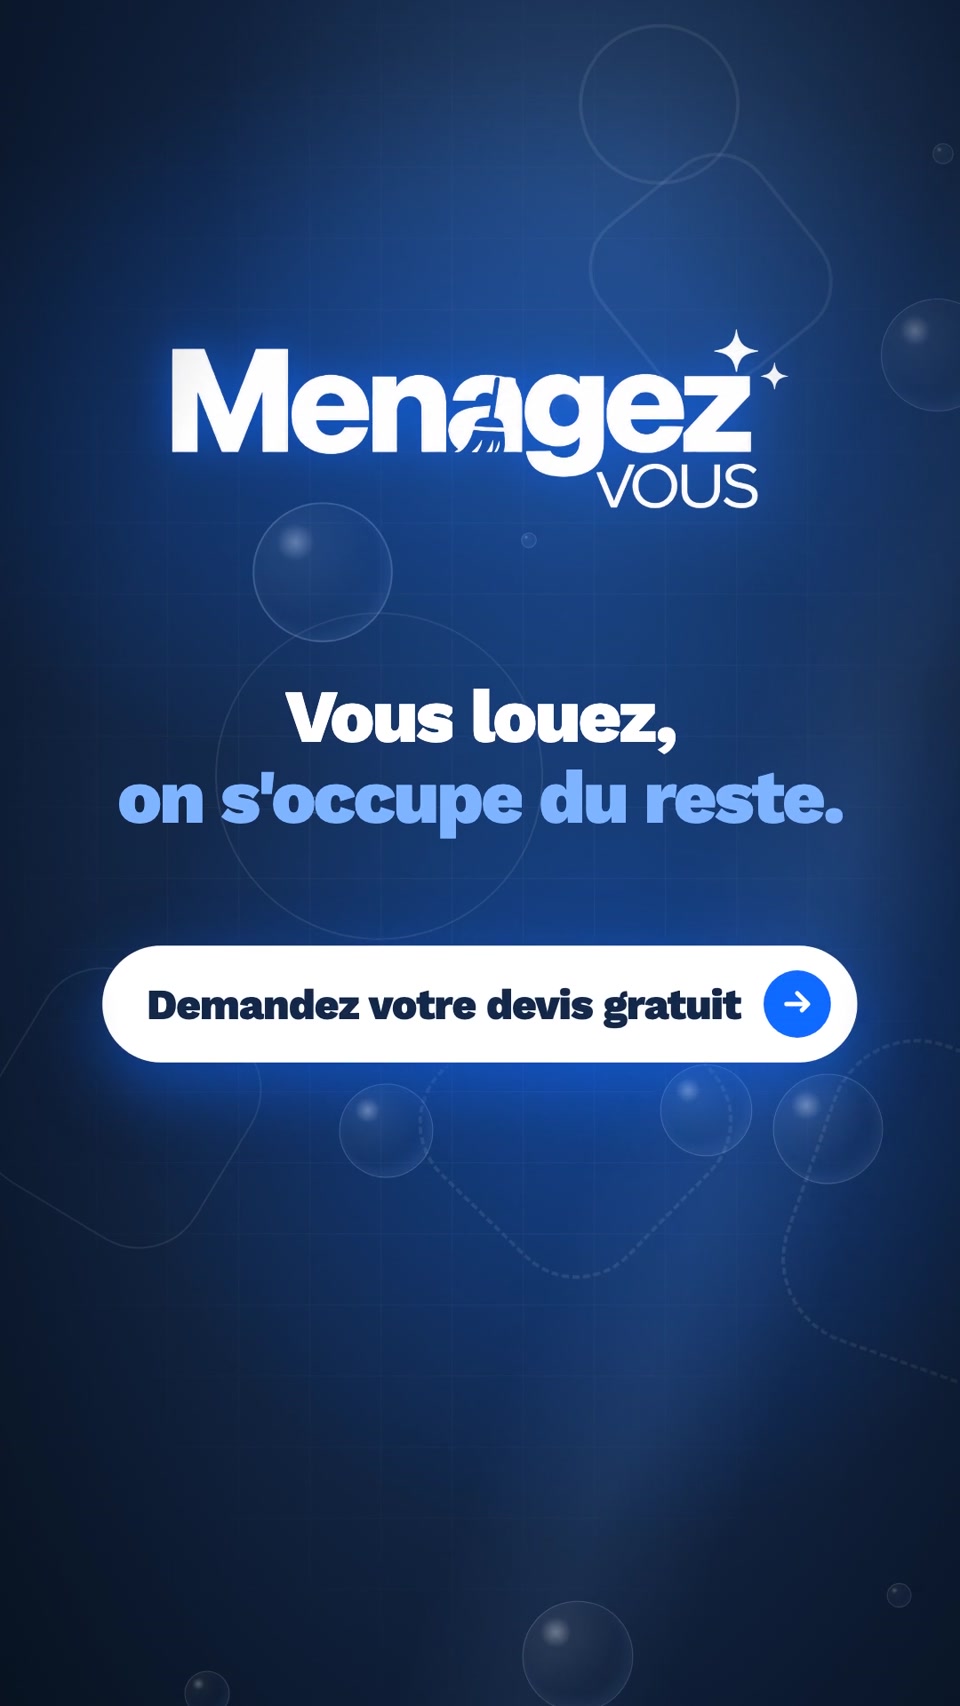 Menagez
VOUS
Vous louez,
on s'occupe du reste.
Demandez votre devis gratuit